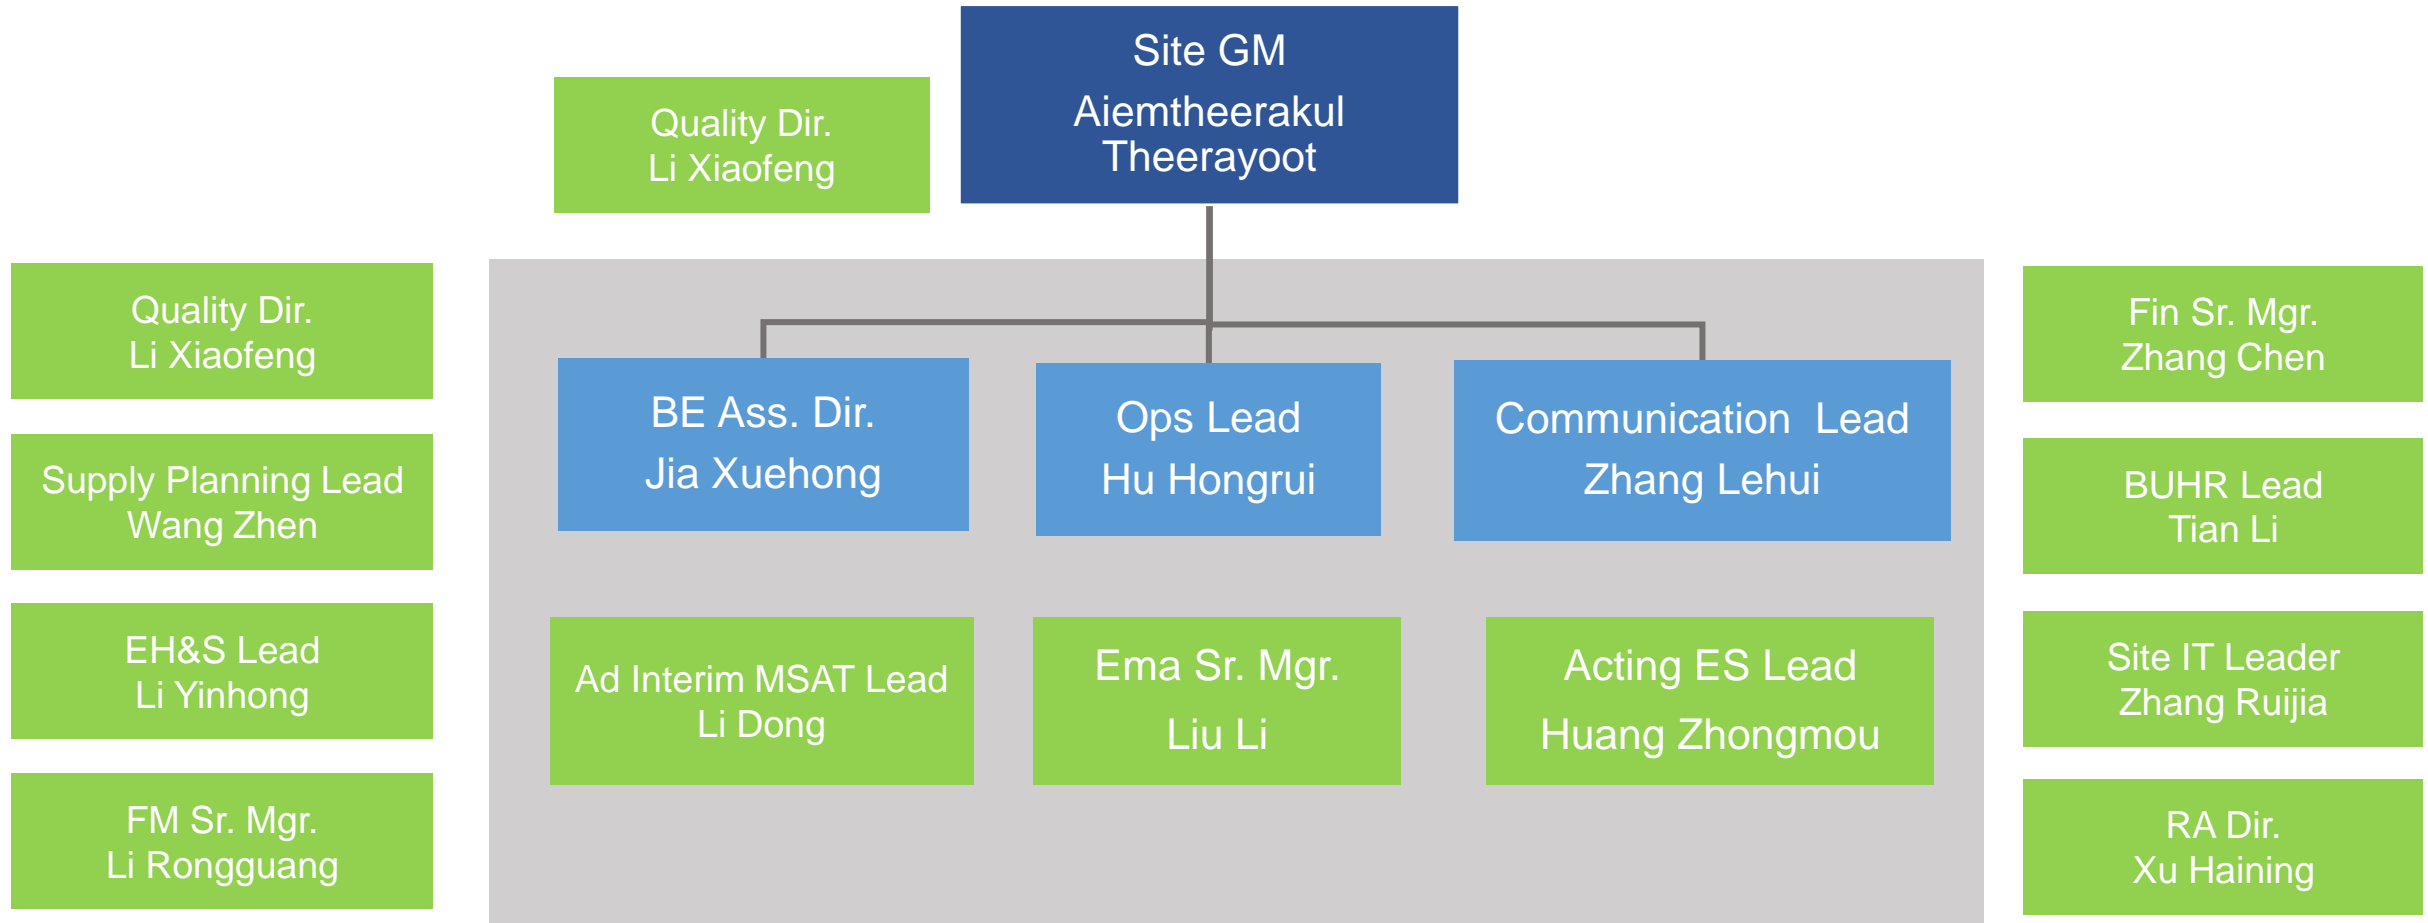 Site GM
Aiemtheerakul
Theerayoot
Quality Dir.
Li Xiaofeng
Quality Dir.
Li Xiaofeng
Supply Planning Lead
Wang Zhen
EH&S Lead
Li Yinhong
FM Sr. Mgr.
Li Rongguang
BE Ass. Dir.
Jia Xuehong
Ops Lead
Hu Hongrui
Communication  Lead
Zhang Lehui
Ad Interim MSAT Lead
Li Dong
Ema Sr. Mgr.
Liu Li
Acting ES Lead
Huang Zhongmou
Fin Sr. Mgr.
Zhang Chen
BUHR Lead
Tian Li
Site IT Leader
Zhang Ruijia
RA Dir.
Xu Haining